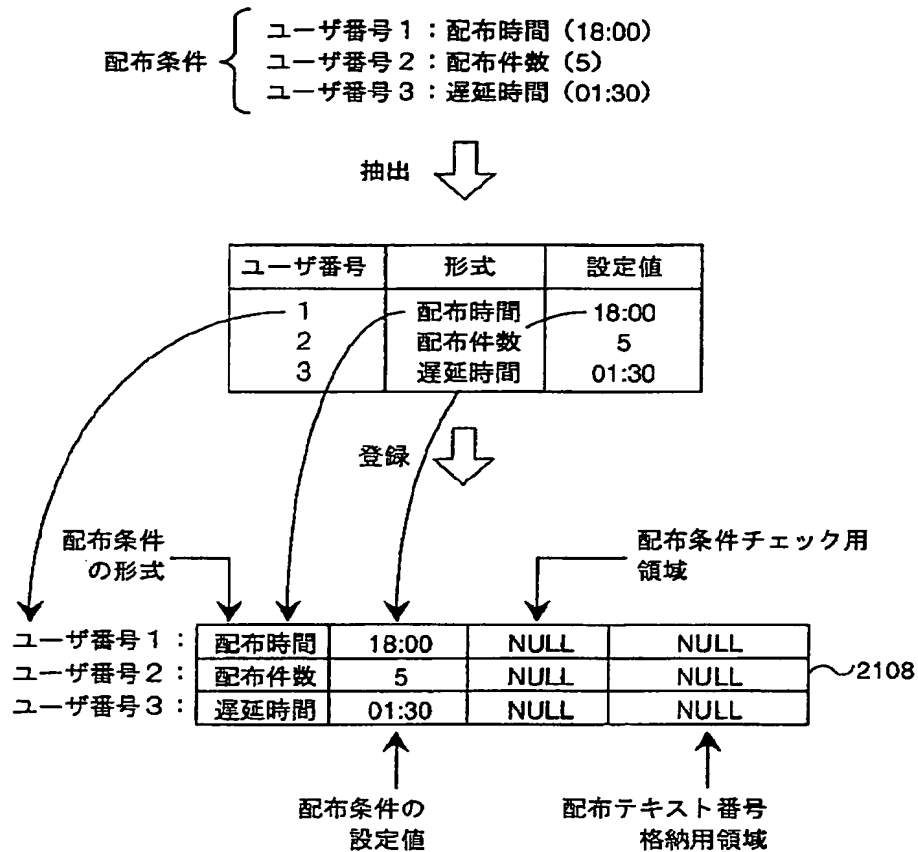 配布条件
ユーザ番号1：配布時間（18:00）
ユーザ番号2：配布件数（5）
ユーザ番号3：遅延時間（01:30）
抽出
ユーザ番号 形式 設定値
1 配布時間 18:00
2 配布件数 5
3 遅延時間 01:30
登録
配布条件
の形式
配布条件チェック用
領域
ユーザ番号1： 配布時間 18:00 NULL NULL
ユーザ番号2： 配布件数 5 NULL NULL 2108
ユーザ番号3： 遅延時間 01:30 NULL NULL
配布条件の
設定値
配布テキスト番号
格納用領域